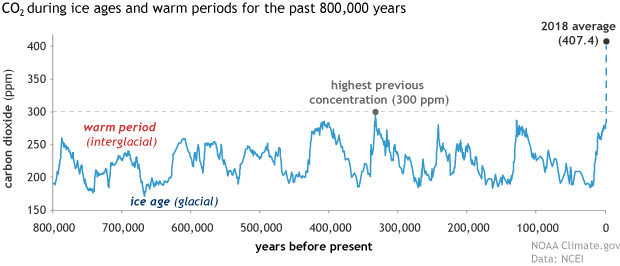 CO2 during ice ages and warm periods for the past 800,000 years
2018 average
(407.4)
400
350
300
250
200
150
carbon dioxide (ppm)
highest previous
concentration (300 ppm)
warm period
(interglacial)
ice age (glacial)
800,000
700,000
600,000
500,000
400,000
300,000
200,000
100,000
0
years before present
NOAA Climate.gov
Data: NCEI